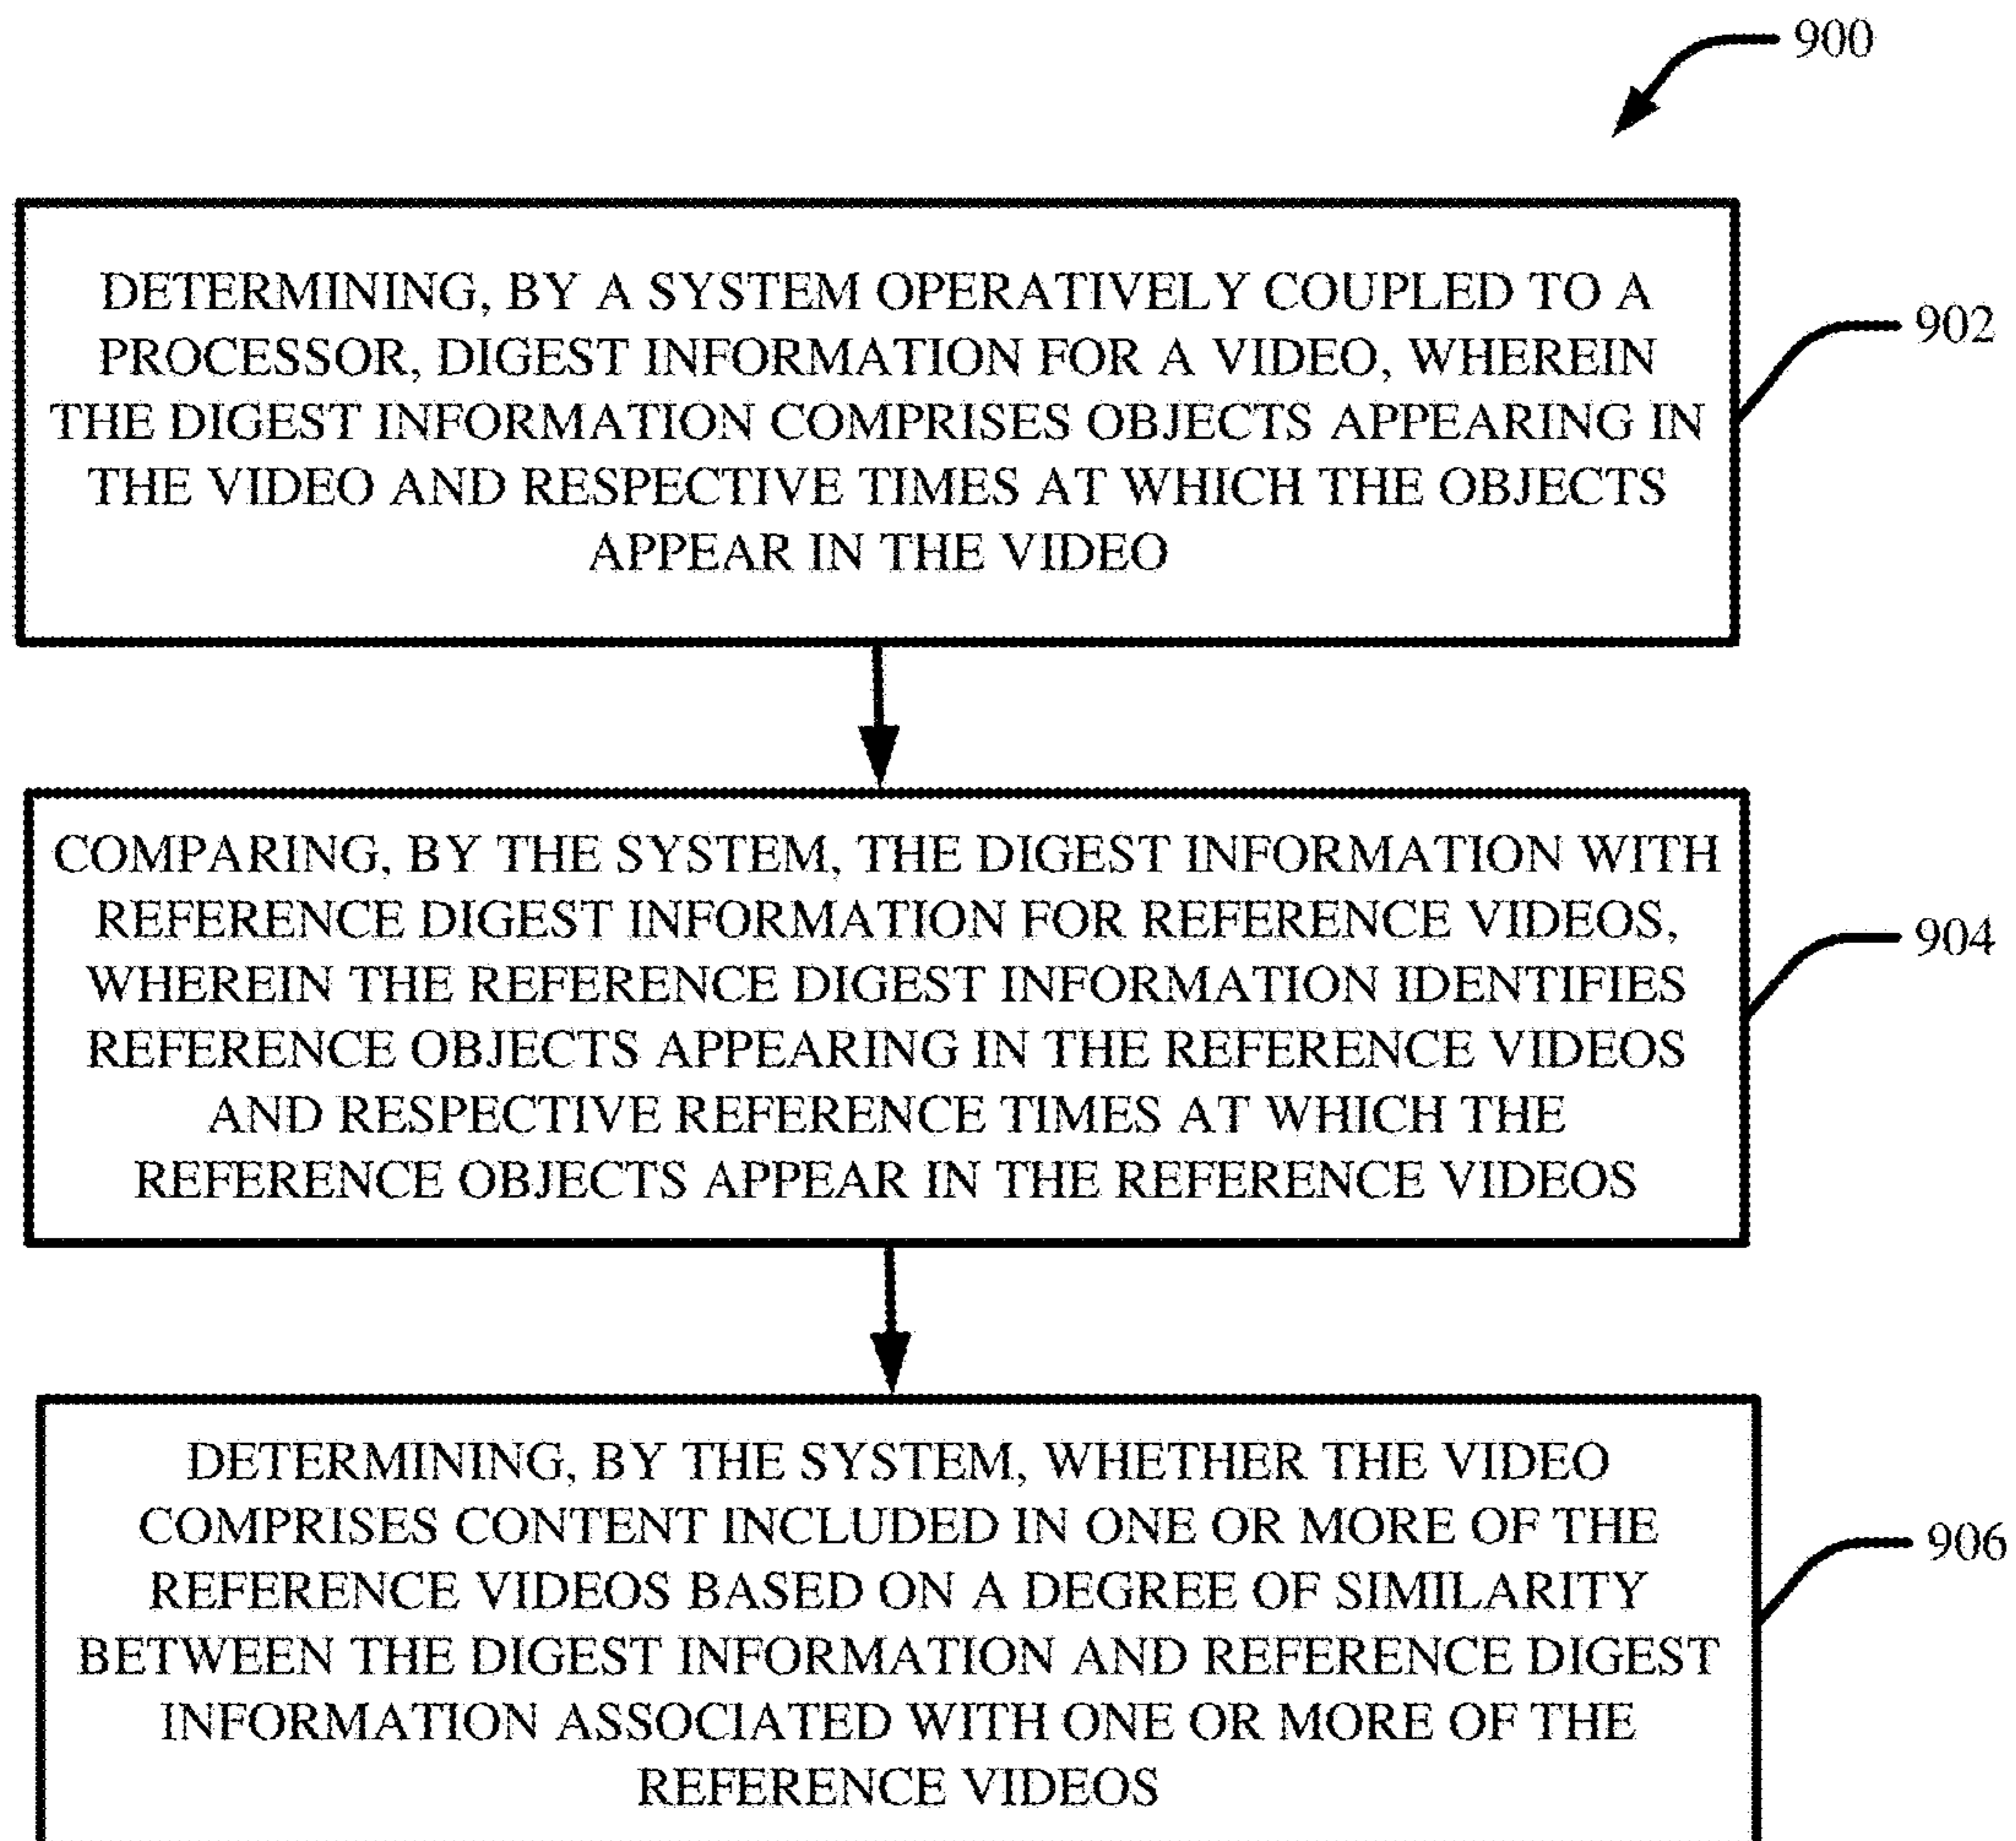 900
DETERMINING, BY A SYSTEM OPERATIVELY COUPLED TO A
PROCESSOR, DIGEST INFORMATION FOR A VIDEO, WHEREIN
THE DIGEST INFORMATION COMPRISES OBJECTS APPEARING IN
THE VIDEO AND RESPECTIVE TIMES AT WHICH THE OBJECTS
APPEAR IN THE VIDEO
902
COMPARING, BY THE SYSTEM, THE DIGEST INFORMATION WITH
REFERENCE DIGEST INFORMATION FOR REFERENCE VIDEOS,
WHEREIN THE REFERENCE DIGEST INFORMATION IDENTIFIES
REFERENCE OBJECTS APPEARING IN THE REFERENCE VIDEOS
AND RESPECTIVE REFERENCE TIMES AT WHICH THE
REFERENCE OBJECTS APPEAR IN THE REFERENCE VIDEOS
904
DETERMINING, BY THE SYSTEM, WHETHER THE VIDEO
COMPRISES CONTENT INCLUDED IN ONE OR MORE OF THE
REFERENCE VIDEOS BASED ON A DEGREE OF SIMILARITY
BETWEEN THE DIGEST INFORMATION AND REFERENCE DIGEST
INFORMATION ASSOCIATED WITH ONE OR MORE OF THE
REFERENCE VIDEOS
906